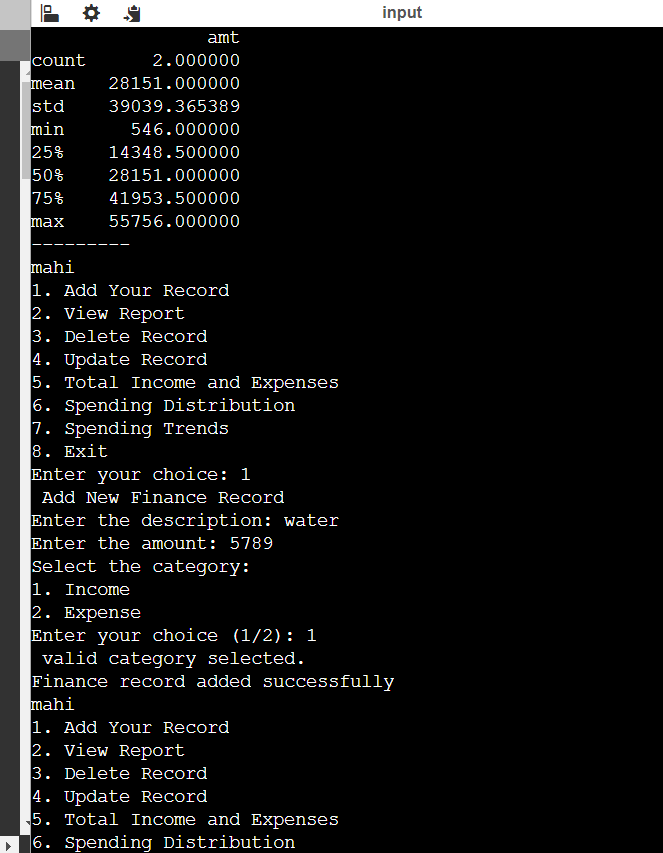 input
amt
count 2.000000
mean 28151.000000
std 39039.365389
min 546.000000
25% 14348.500000
50% 28151.000000
75% 41953.500000
max 55756.000000
---------
mahi
1. Add Your Record
2. View Report
3. Delete Record
4. Update Record
5. Total Income and Expenses
6. Spending Distribution
7. Spending Trends
8. Exit
Enter your choice: 1
Add New Finance Record
Enter the description: water
Enter the amount: 5789
Select the category:
1. Income
2. Expense
Enter your choice (1/2): 1
valid category selected.
Finance record added successfully
mahi
1. Add Your Record
2. View Report
3. Delete Record
4. Update Record
5. Total Income and Expenses
6. Spending Distribution